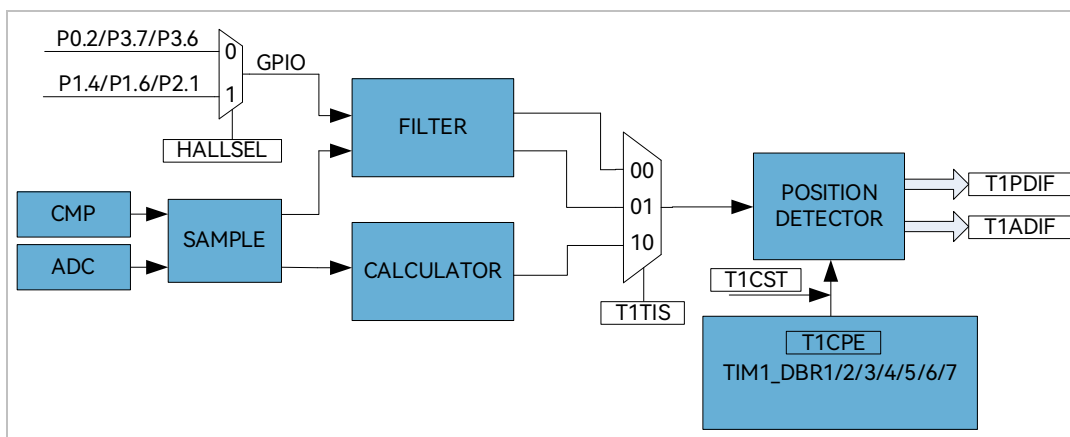 P0.2/P3.7/P3.6
0
GPIO
P1.4/P1.6/P2.1
1
HALLSEL
FILTER
CMP
SAMPLE
ADC
CALCULATOR
00
01
10
T1TIS
POSITION
DETECTOR
T1PDIF
T1ADIF
T1CST
T1CPE
TIM1_DBR1/2/3/4/5/6/7